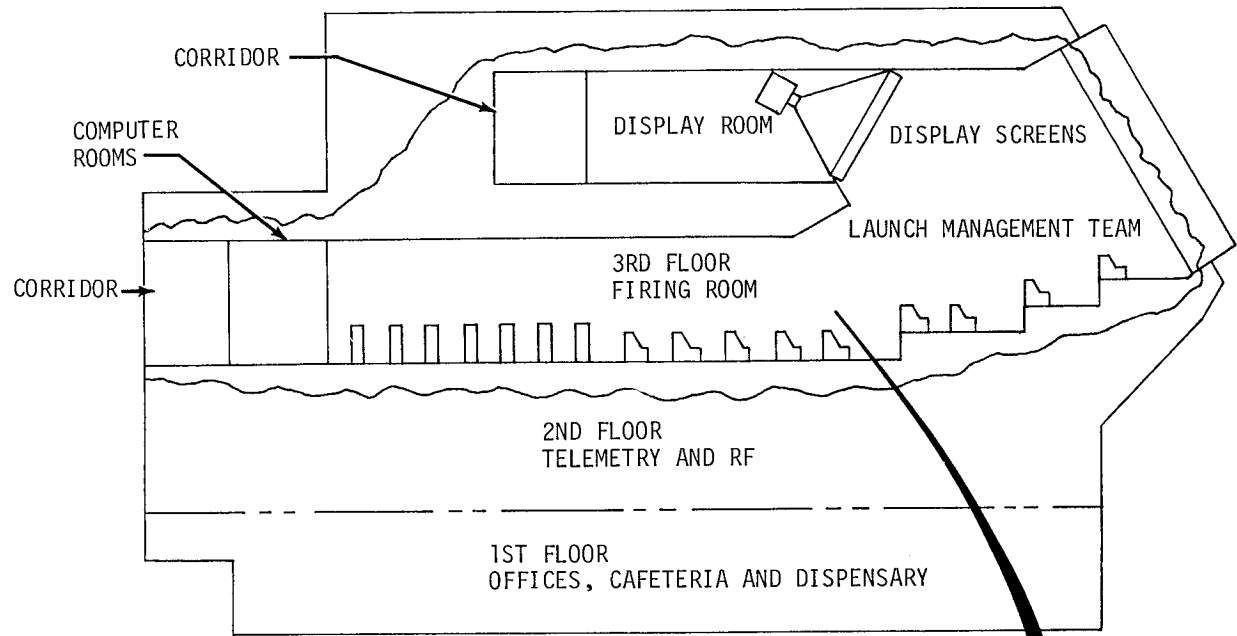 CORRIDOR
COMPUTER
ROOMS
DISPLAY ROOM
DISPLAY SCREENS
LAUNCH MANAGEMENT TEAM
3RD FLOOR
FIRING ROOM
CORRIDOR
2ND FLOOR
TELEMETRY AND RF
1ST FLOOR
OFFICES, CAFETERIA AND DISPENSARY